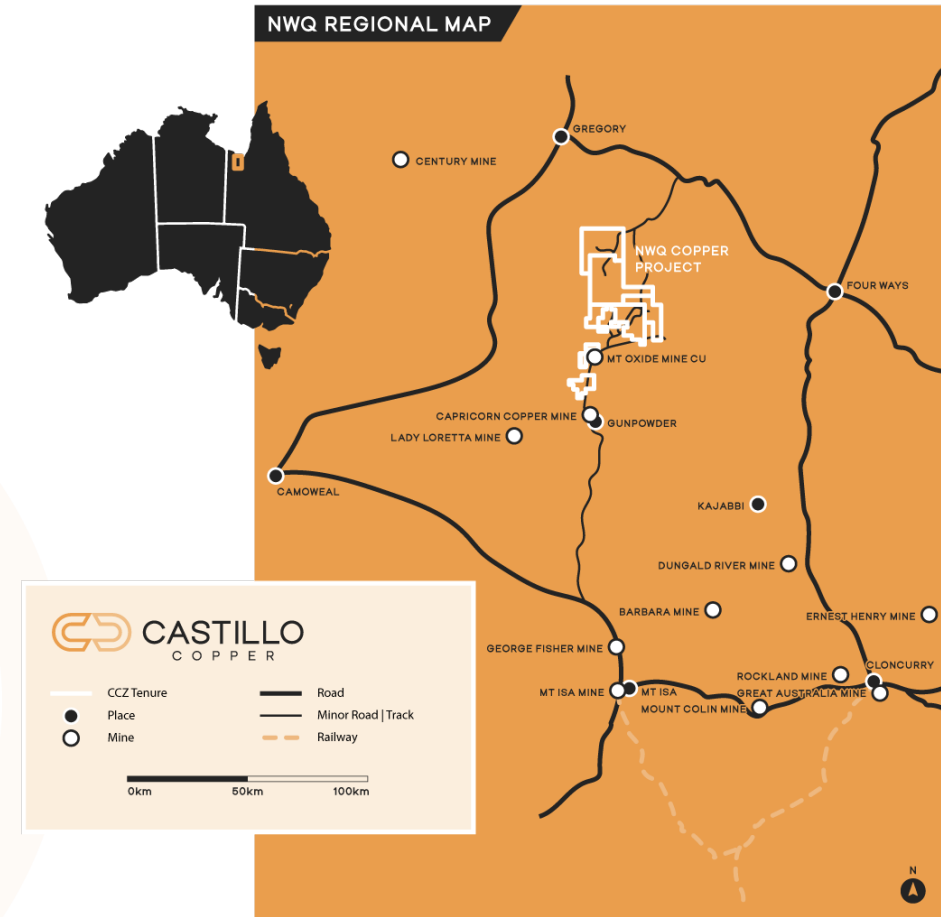 NWQ REGIONAL MAP
GREGORY
CENTURY MINE
NWQ COPPER
PROJECT
FOUR WAYS
MT OXIDE MINE CU
CAPRICORN COPPER MINE
GUNPOWDER
LADY LORETTA MINE
CAMOWEAL
KAJABBI
DUNGALD RIVER MINE
BARBARA MINE
ERNEST HENRY MINE
GEORGE FISHER MINE
CLONCURRY
ROCKLAND MINE
MT ISA MINE
MT ISA
GREAT AUSTRALIA MINE
MOUNT COLIN MINE
CASTILLO
COPPER
CCZ Tenure
Road
Place
Minor Road | Track
Mine
Railway
0km 50km 100km
N